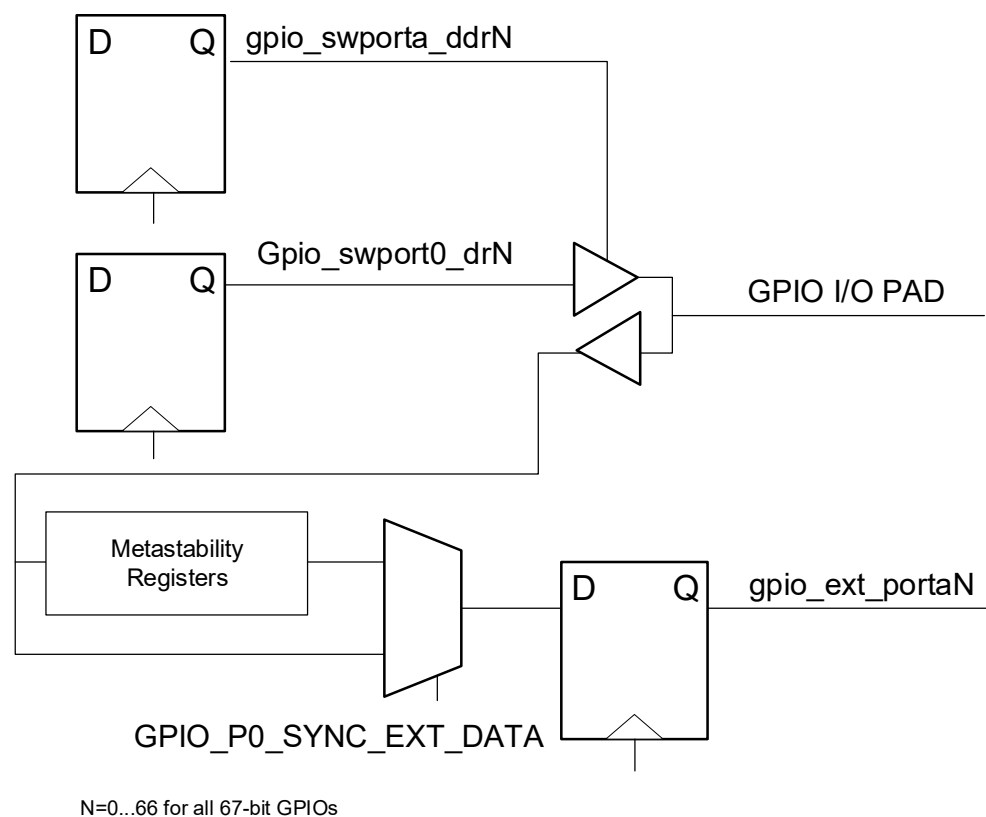 D Q gpio_swporta_ddrN
D Q Gpio_swport0_drN
GPIO I/O PAD
Metastability
Registers
D Q gpio_ext_portaN
GPIO_P0_SYNC_EXT_DATA
N=0...66 for all 67-bit GPIOs